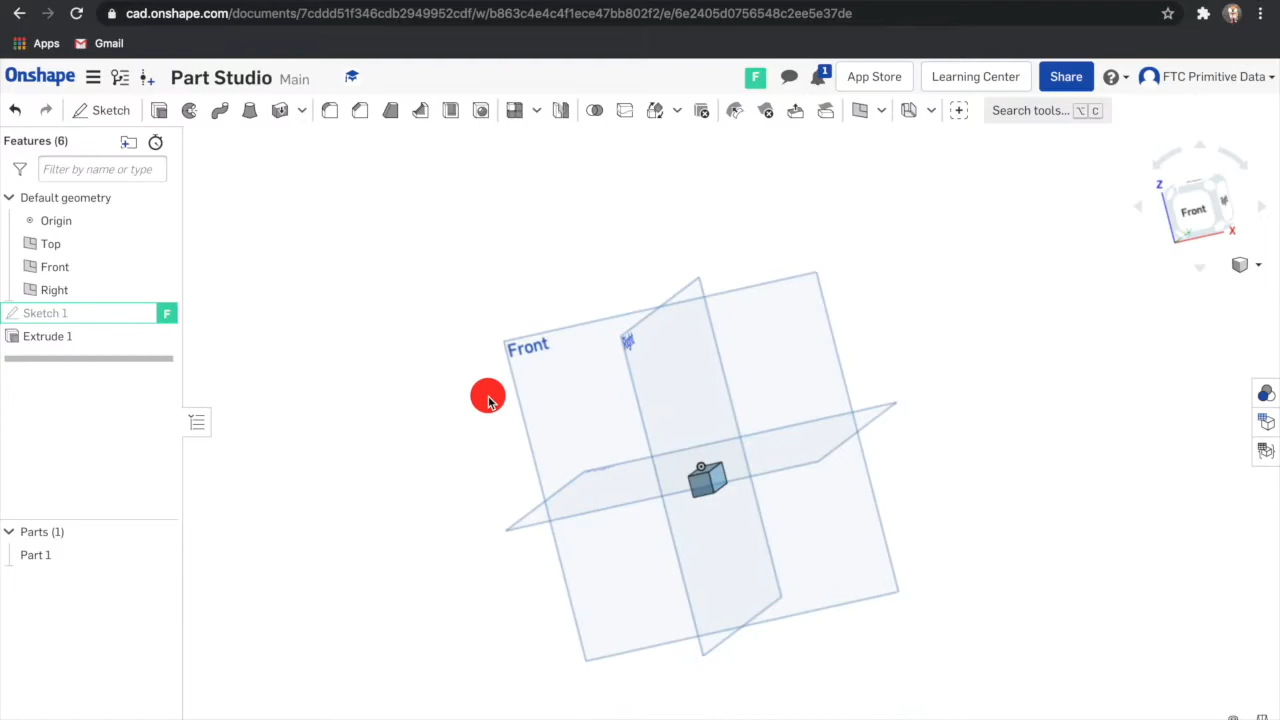 cad.onshape.com/documents/7cddd51f346cdb2949952cdf/w/b863c4e4c4f1ece47bb802f2/e/6e2405d0756548c2ee5e37de
Apps Gmail
Onshape Part Studio Main F 1 App Store Learning Center Share ? FTC Primitive Data
Sketch Search tools... ⌥ C
Features (6)
Filter by name or type
Default geometry
Origin
Top
Front
Right
Sketch 1 F
Extrude 1
Parts (1)
Part 1
Front
Right
Z
Front
X